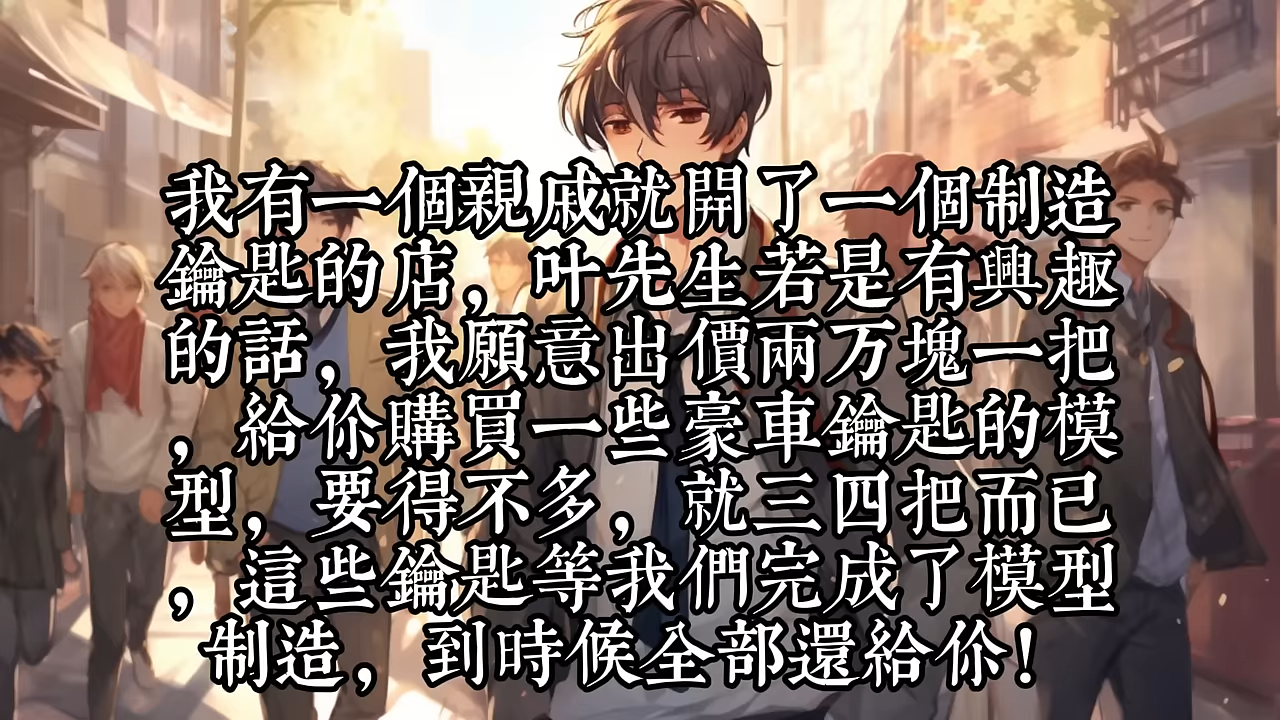 我有一個親戚就開了一個制造
鑰匙的店，叶先生若是有興趣
的話，我願意出價兩万塊一把
，給你購買一些豪車鑰匙的模
型，要得不多，就三四把而已
，這些鑰匙等我們完成了模型
制造，到時候全部還給你！